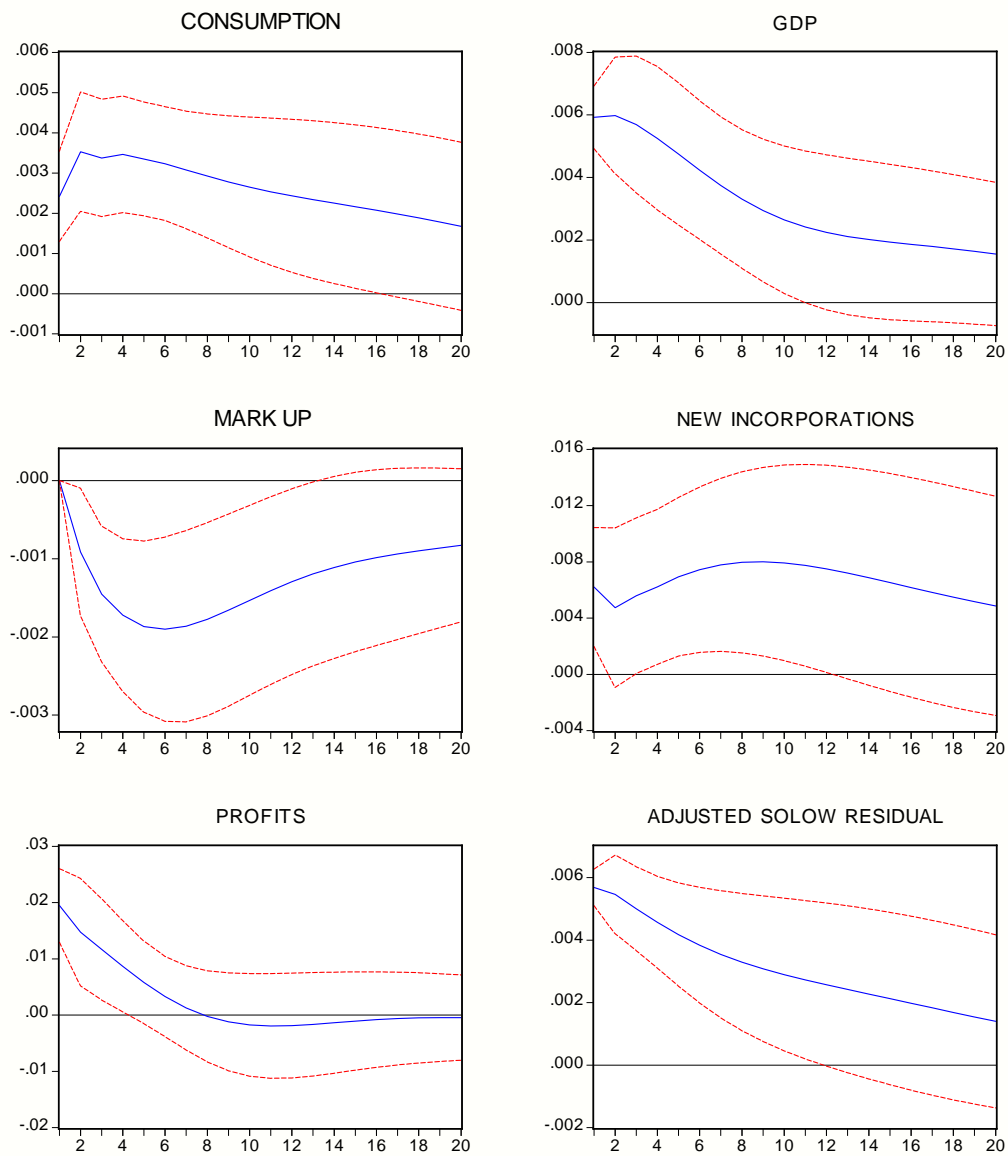 CONSUMPTION
.006
.005
.004
.003
.002
.001
.000
-.001
2 4 6 8 10 12 14 16 18 20
GDP
.008
.006
.004
.002
.000
2 4 6 8 10 12 14 16 18 20
MARK UP
.000
-.001
-.002
-.003
2 4 6 8 10 12 14 16 18 20
NEW INCORPORATIONS
.016
.012
.008
.004
.000
-.004
2 4 6 8 10 12 14 16 18 20
PROFITS
.03
.02
.01
.00
-.01
-.02
2 4 6 8 10 12 14 16 18 20
ADJUSTED SOLOW RESIDUAL
.006
.004
.002
.000
-.002
2 4 6 8 10 12 14 16 18 20